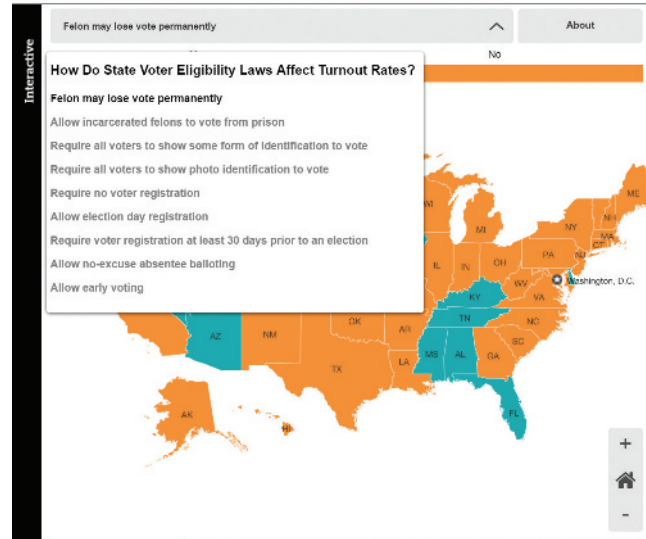 Interactive
Felon may lose vote permanently
About
No
How Do State Voter Eligibility Laws Affect Turnout Rates?
Felon may lose vote permanently
Allow incarcerated felons to vote from prison
Require all voters to show some form of identification to vote
Require all voters to show photo identification to vote
Require no voter registration
Allow election day registration
Require voter registration at least 30 days prior to an election
Allow no-excuse absentee balloting
Allow early voting
ME
WI
NH
NY
MI
MA
CT
PA
NJ
IL
IN
OH
WV
Washington, D.C.
KY
VA
TN
NC
OK
AR
AZ
NM
SC
MS
AL
GA
LA
TX
AK
FL
HI
+
-